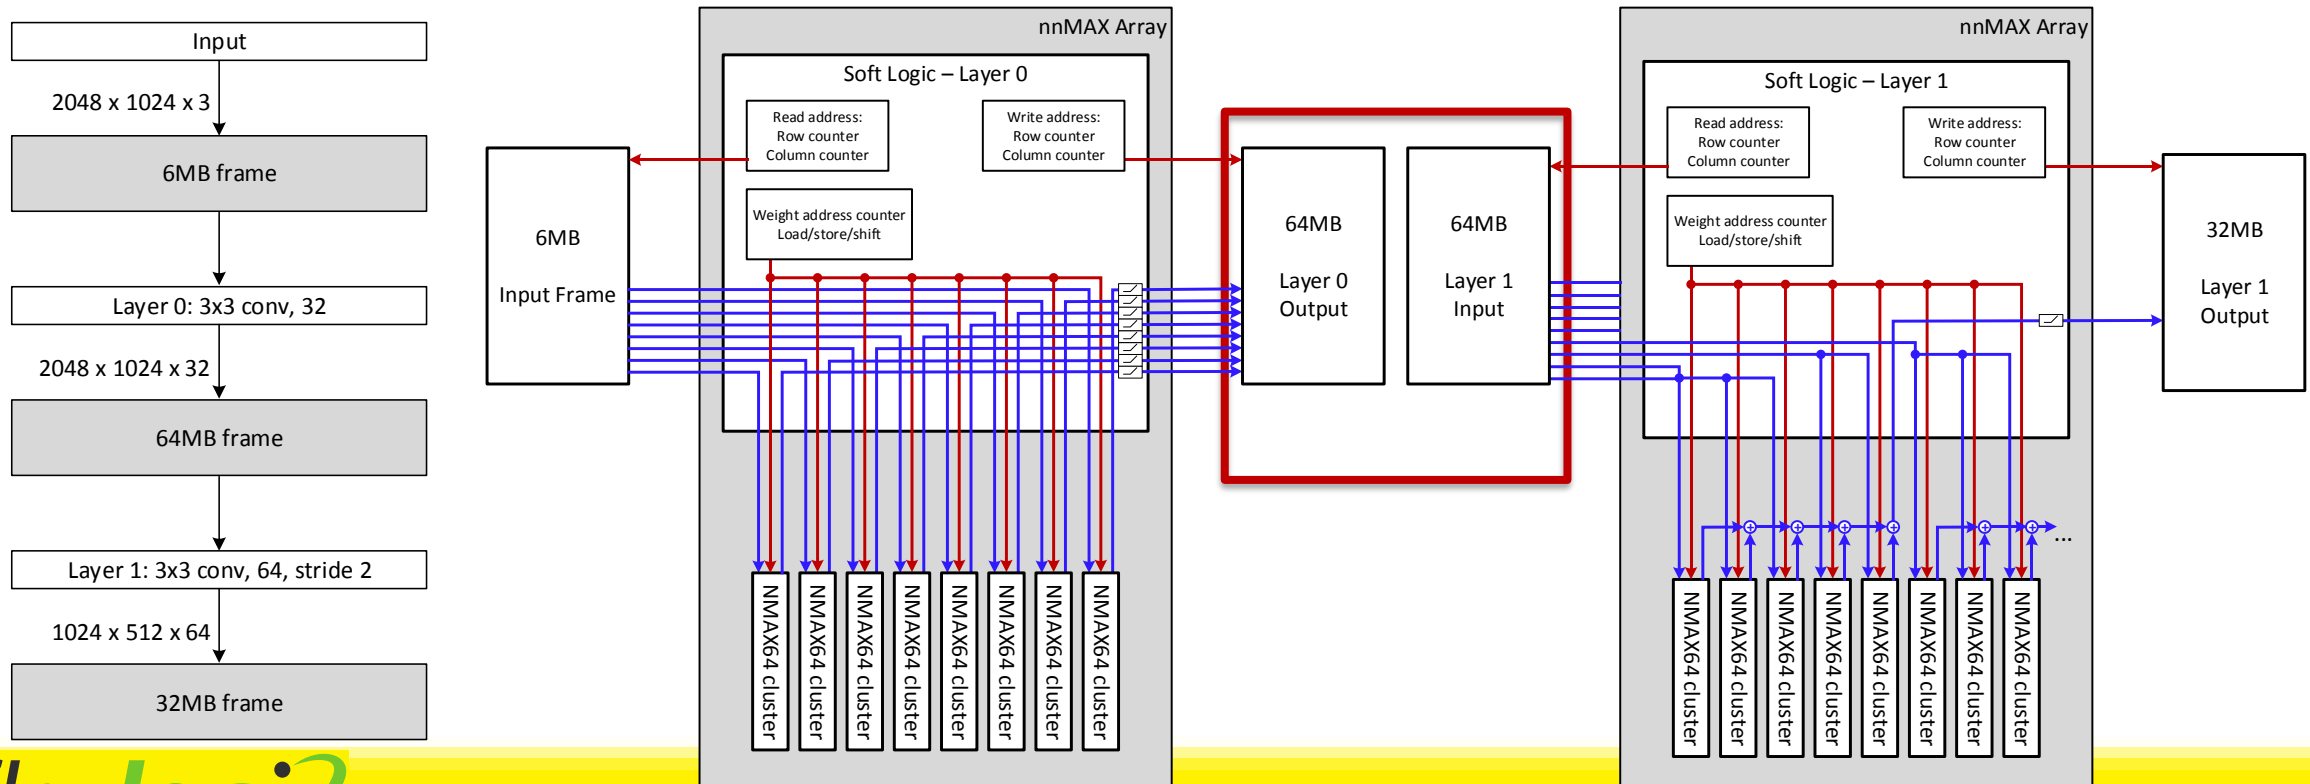 Input
2048 x 1024 x 3
6MB frame
Layer 0: 3x3 conv, 32
2048 x 1024 x 32
64MB frame
Layer 1: 3x3 conv, 64, stride 2
1024 x 512 x 64
32MB frame
6MB
Input Frame
nnMAX Array
Soft Logic – Layer 0
Read address:
Row counter
Column counter
Write address:
Row counter
Column counter
Weight address counter
Load/store/shift
NMAX64 cluster
NMAX64 cluster
NMAX64 cluster
NMAX64 cluster
NMAX64 cluster
NMAX64 cluster
NMAX64 cluster
NMAX64 cluster
64MB
Layer 0
Output
64MB
Layer 1
Input
nnMAX Array
Soft Logic – Layer 1
Read address:
Row counter
Column counter
Write address:
Row counter
Column counter
Weight address counter
Load/store/shift
...
NMAX64 cluster
NMAX64 cluster
NMAX64 cluster
NMAX64 cluster
NMAX64 cluster
NMAX64 cluster
NMAX64 cluster
NMAX64 cluster
32MB
Layer 1
Output